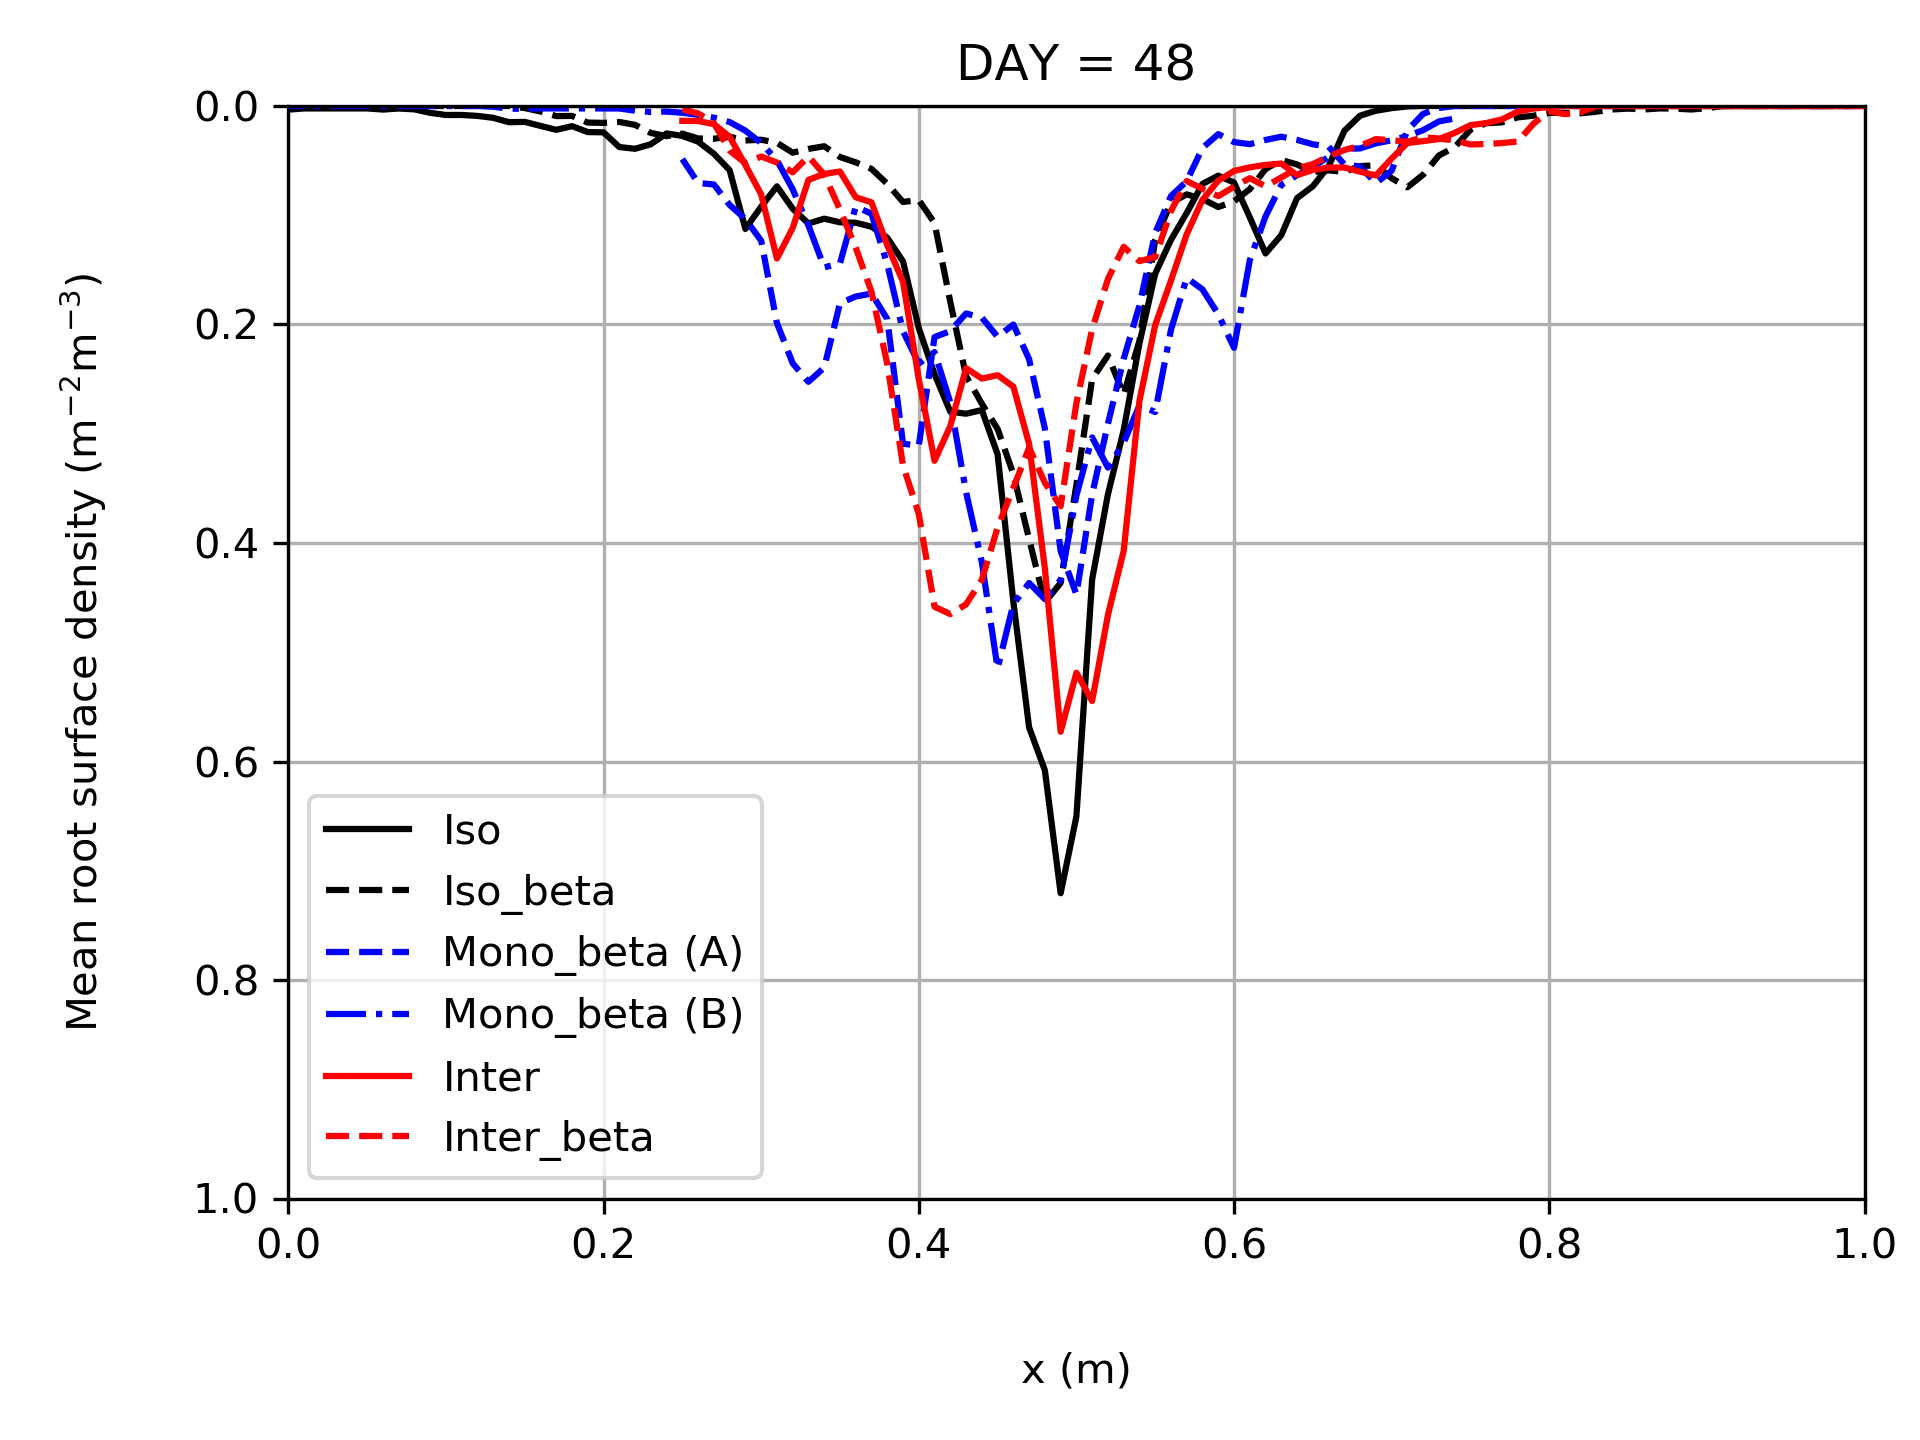 DAY = 48
Mean root surface density (m⁻²m⁻³)
0.0
0.2
0.4
0.6
0.8
1.0
Iso
Iso_beta
Mono_beta (A)
Mono_beta (B)
Inter
Inter_beta
0.0 0.2 0.4 0.6 0.8 1.0
x (m)